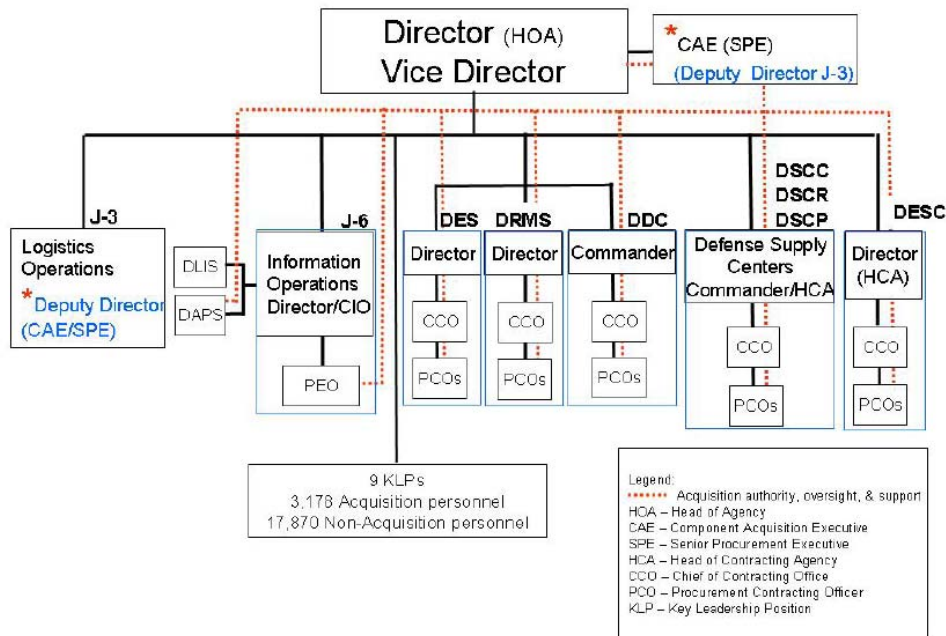 Director (HOA)
Vice Director
* CAE (SPE)
(Deputy Director J-3)
J-3
Logistics
Operations
* Deputy Director
(CAE/SPE)
DLIS
DAPS
J-6
Information
Operations
Director/CIO
PEO
DES
Director
CCO
PCOs
DRMS
Director
CCO
PCOs
DDC
Commander
CCO
PCOs
DSCC
DSCR
DSCP
Defense Supply
Centers
Commander/HCA
CCO
PCOs
DESC
Director
(HCA)
CCO
PCOs
9 KLPs
3,178 Acquisition personnel
17,870 Non-Acquisition personnel
Legend:
Acquisition authority, oversight, & support
HOA – Head of Agency
CAE – Component Acquisition Executive
SPE – Senior Procurement Executive
HCA – Head of Contracting Agency
CCO – Chief of Contracting Office
PCO – Procurement Contracting Officer
KLP – Key Leadership Position